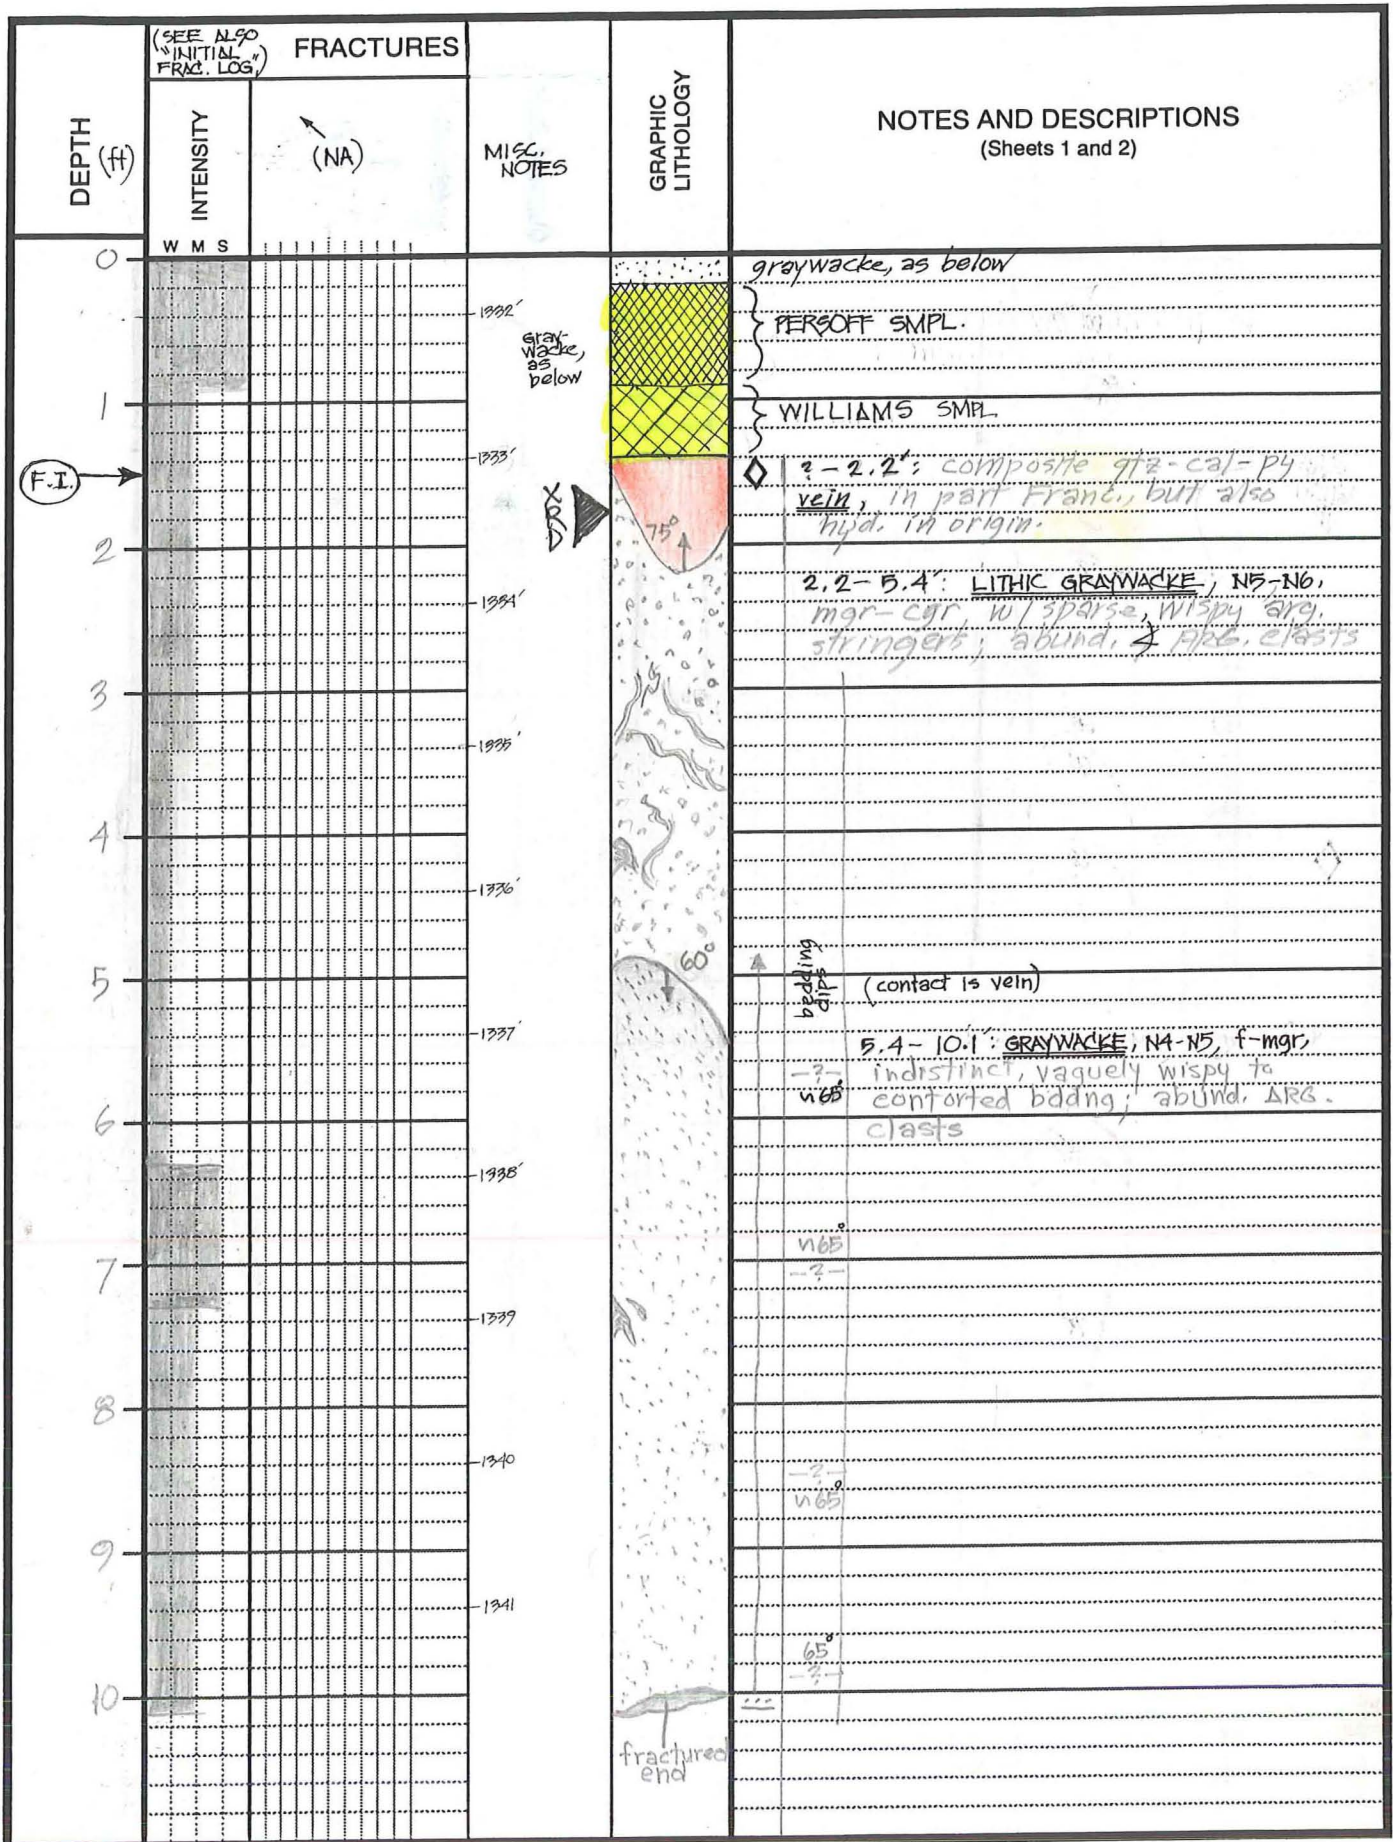 (SEE ALSO
"INITIAL
FRAC. LOG")
FRACTURES
DEPTH (ft)
INTENSITY
(NA)
MISC.
NOTES
GRAPHIC
LITHOLOGY
NOTES AND DESCRIPTIONS
(Sheets 1 and 2)
W M S
0
graywacke, as below
1332'
PERSOFF SMPL.
gray-
wacke,
as
below
1
WILLIAMS SMPL.
1333'
F.I.
? - 2.2': composite qtz-cal-py
vein, in part Franc., but also
hyd. in origin.
XRD
75°
2
2.2 - 5.4': LITHIC GRAYWACKE, N5-N6,
mgr-cgr, w/ sparse, wispy arg.
stringers; abund. ARG. clasts
1334'
3
1335'
4
1336'
60°
5
bedding
dips
(contact is vein)
1337'
5.4 - 10.1': GRAYWACKE, N4-N5, f-mgr,
indistinct, vaguely wispy to
contorted bddng; abund. ARG.
clasts
-?-
~65°
6
1338'
~65°
-?-
7
1339
8
1340
-?-
~65°
9
1341
65°
-?-
10
fractured
end